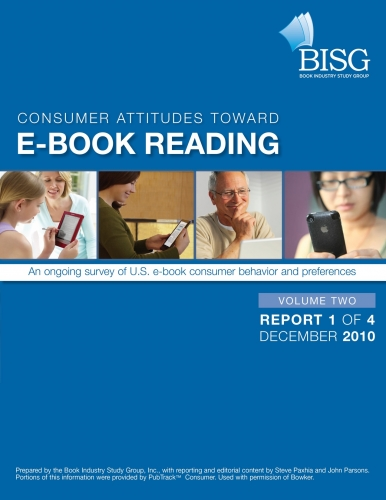 BISG
BOOK INDUSTRY STUDY GROUP
CONSUMER ATTITUDES TOWARD
E-BOOK READING
An ongoing survey of U.S. e-book consumer behavior and preferences
VOLUME TWO
REPORT 1 OF 4
DECEMBER 2010
Prepared by the Book Industry Study Group, Inc., with reporting and editorial content by Steve Paxhia and John Parsons.
Portions of this information were provided by PubTrack™ Consumer. Used with permission of Bowker.